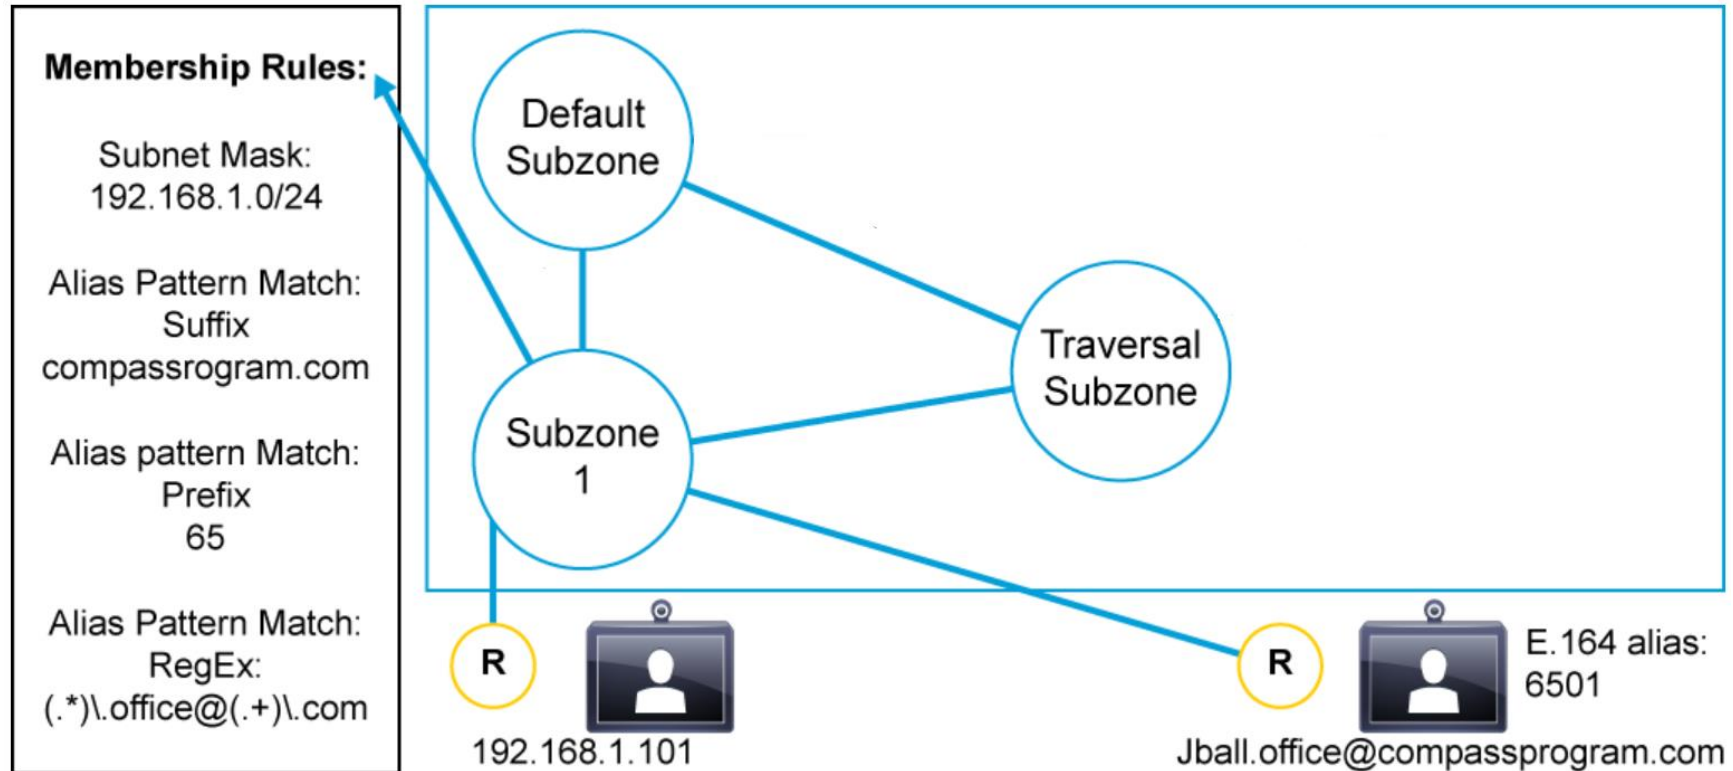 Membership Rules:
Subnet Mask:
192.168.1.0/24
Alias Pattern Match:
Suffix
compassrogram.com
Alias pattern Match:
Prefix
65
Alias Pattern Match:
RegEx:
(.*)\.office@(.+)\.com
Default
Subzone
Traversal
Subzone
Subzone
1
R
192.168.1.101
R
E.164 alias:
6501
Jball.office@compassprogram.com